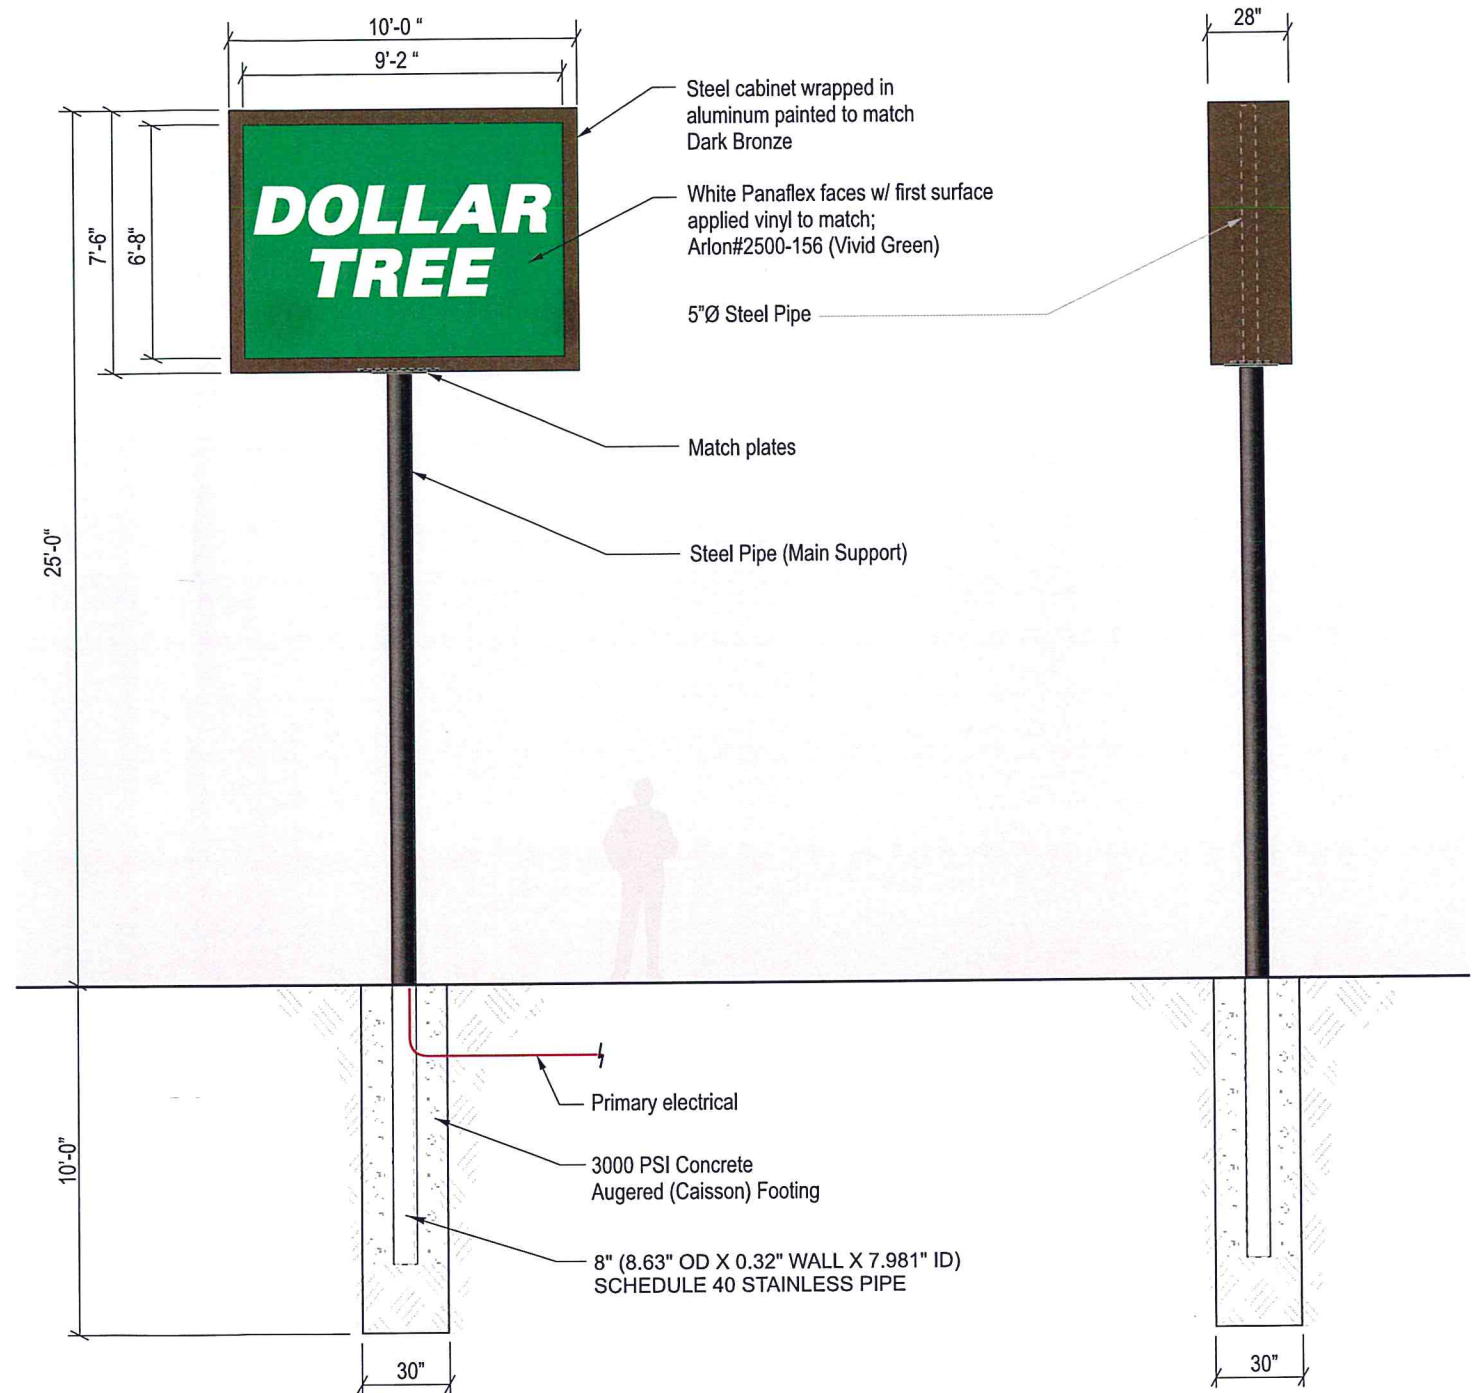 10'-0 "
28"
9'-2 "
Steel cabinet wrapped in
aluminum painted to match
Dark Bronze
White Panaflex faces w/ first surface
applied vinyl to match;
Arlon#2500-156 (Vivid Green)
DOLLAR
TREE
7'-6"
6'-8"
5"Ø Steel Pipe
Match plates
25'-0"
Steel Pipe (Main Support)
Primary electrical
10'-0"
3000 PSI Concrete
Augered (Caisson) Footing
8" (8.63" OD X 0.32" WALL X 7.981" ID)
SCHEDULE 40 STAINLESS PIPE
30"
30"